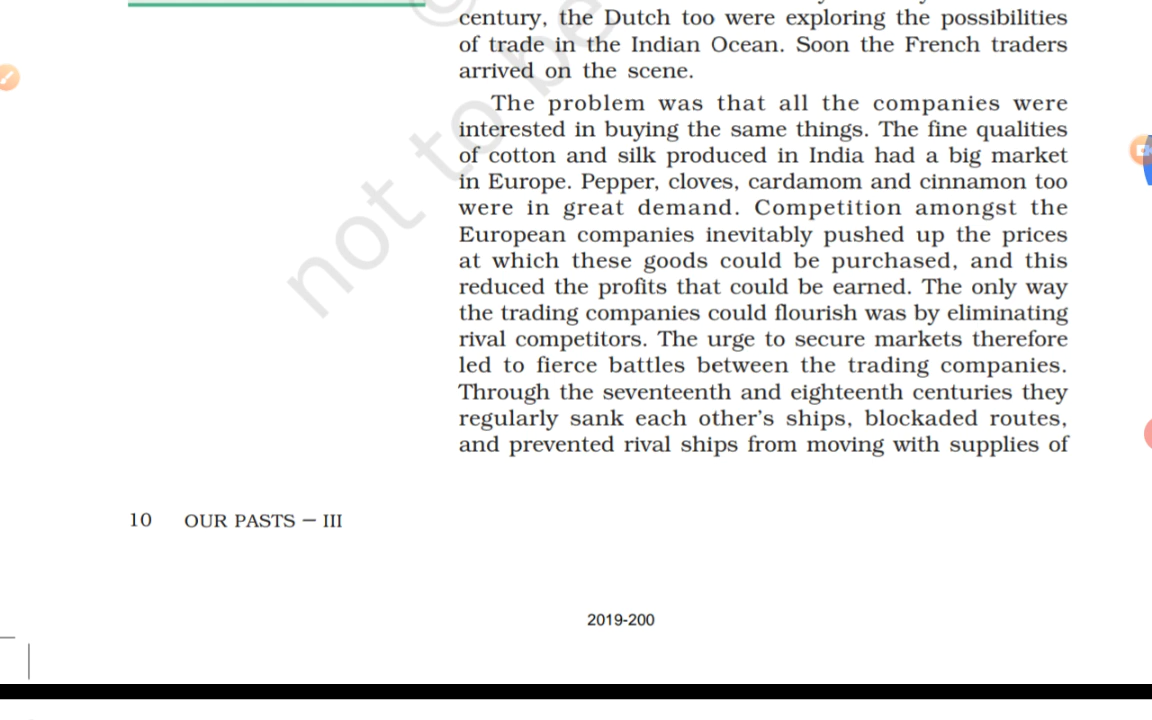 century, the Dutch too were exploring the possibilities
of trade in the Indian Ocean. Soon the French traders
arrived on the scene.
The problem was that all the companies were
interested in buying the same things. The fine qualities
of cotton and silk produced in India had a big market
in Europe. Pepper, cloves, cardamom and cinnamon too
were in great demand. Competition amongst the
European companies inevitably pushed up the prices
at which these goods could be purchased, and this
reduced the profits that could be earned. The only way
the trading companies could flourish was by eliminating
rival competitors. The urge to secure markets therefore
led to fierce battles between the trading companies.
Through the seventeenth and eighteenth centuries they
regularly sank each other's ships, blockaded routes,
and prevented rival ships from moving with supplies of
not to be
10 OUR PASTS – III
2019-200